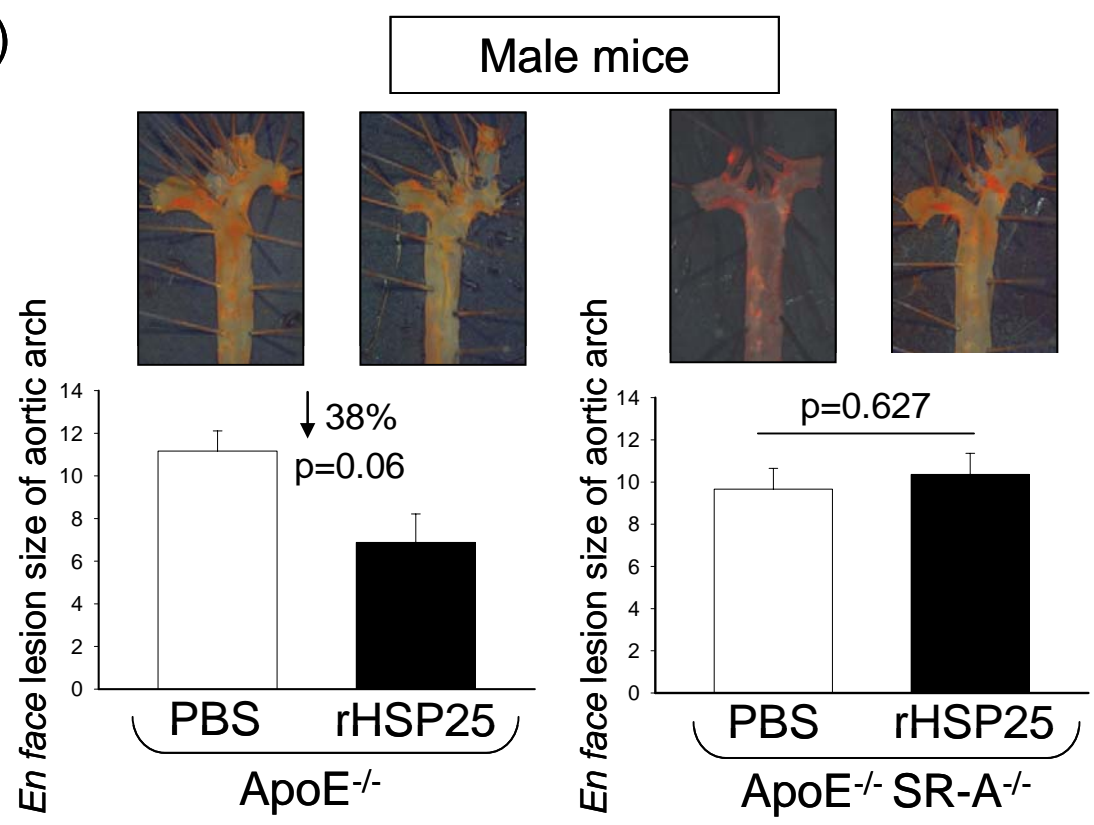 )
Male mice
En face lesion size of aortic arch
14
12
10
8
6
4
2
0
↓ 38%
p=0.06
PBS rHSP25
ApoE-/-
En face lesion size of aortic arch
14
12
10
8
6
4
2
0
p=0.627
PBS rHSP25
ApoE-/- SR-A-/-